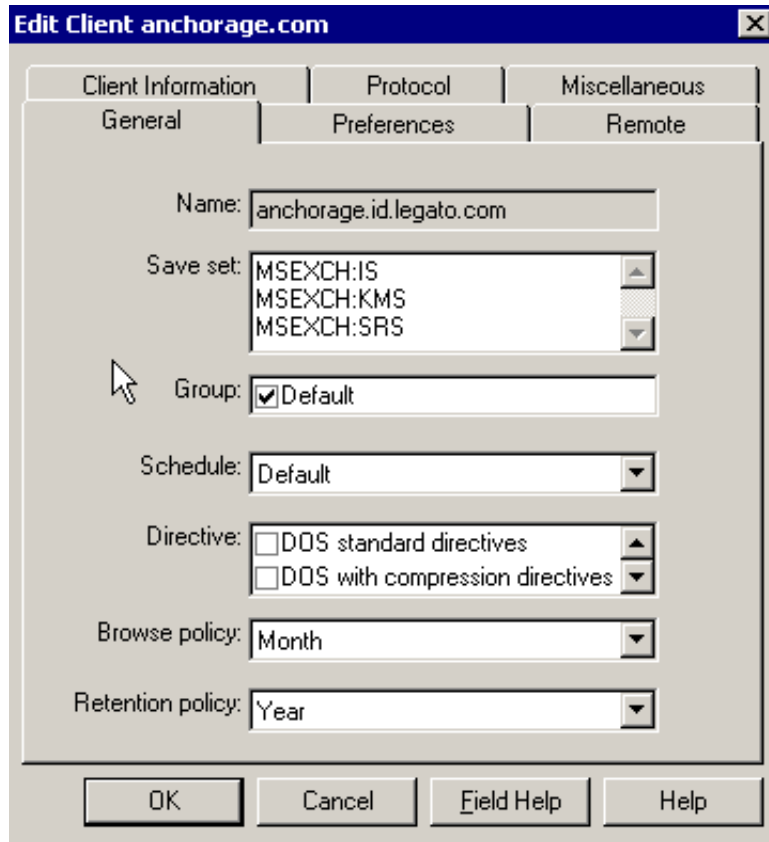 Edit Client anchorage.com
Client Information Protocol Miscellaneous
General Preferences Remote
Name: anchorage.id.legato.com
Save set: MSEXCH:IS
MSEXCH:KMS
MSEXCH:SRS
Group: Default
Schedule: Default
Directive: DOS standard directives
DOS with compression directives
Browse policy: Month
Retention policy: Year
OK Cancel Field Help Help